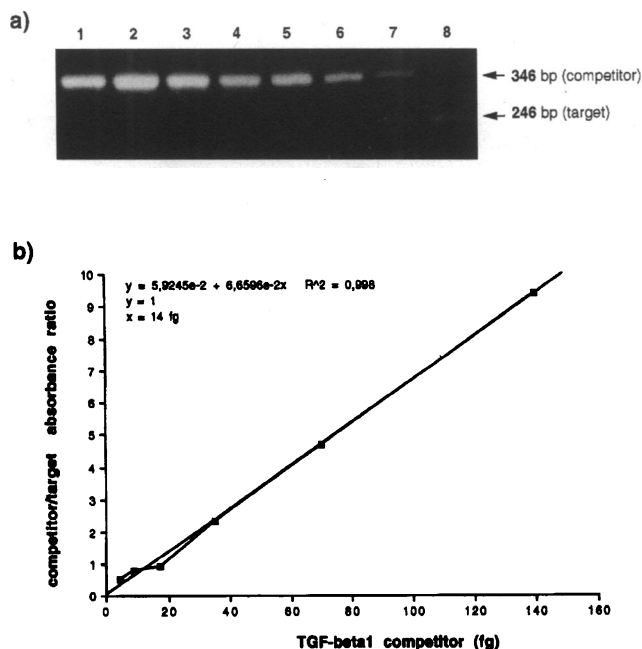 a)
1 2 3 4 5 6 7 8
346 bp (competitor)
246 bp (target)
b)
y = 5,9245e-2 + 6,6596e-2x R^2 = 0,998
y = 1
x = 14 fg
competitor/target absorbance ratio
10
9
8
7
6
5
4
3
2
1
0
0 20 40 60 80 100 120 140 160
TGF-beta1 competitor (fg)